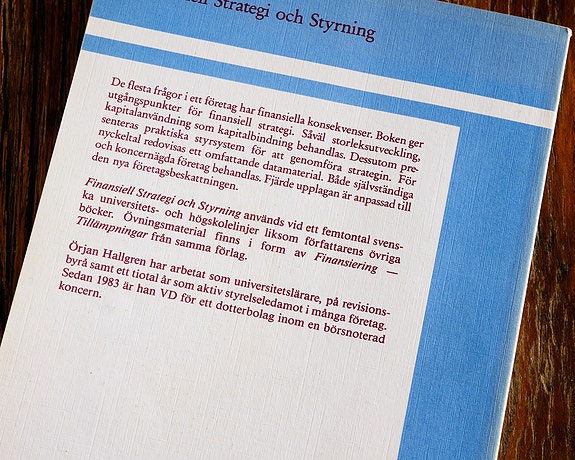 Strategi och Styrning
De flesta frågor i ett företag har finansiella konsekvenser. Boken ger
utgångspunkter för finansiell strategi. Såväl storleksutveckling,
kapitalanvändning som kapitalbindning behandlas. Dessutom pre-
senteras praktiska styrsystem för att genomföra strategin. För
nyckeltal redovisas ett omfattande datamaterial. Både självständiga
och koncernägda företag behandlas. Fjärde upplagan är anpassad till
den nya företagsbeskattningen.
Finansiell Strategi och Styrning används vid ett femtontal svens-
ka universitets- och högskolelinjer liksom författarens övriga
böcker. Övningsmaterial finns i form av Finansiering —
Tillämpningar från samma förlag.
Örjan Hallgren har arbetat som universitetslärare, på revisions-
byrå samt ett tiotal år som aktiv styrelseledamot i många företag.
Sedan 1983 är han VD för ett dotterbolag inom en börsnoterad
koncern.